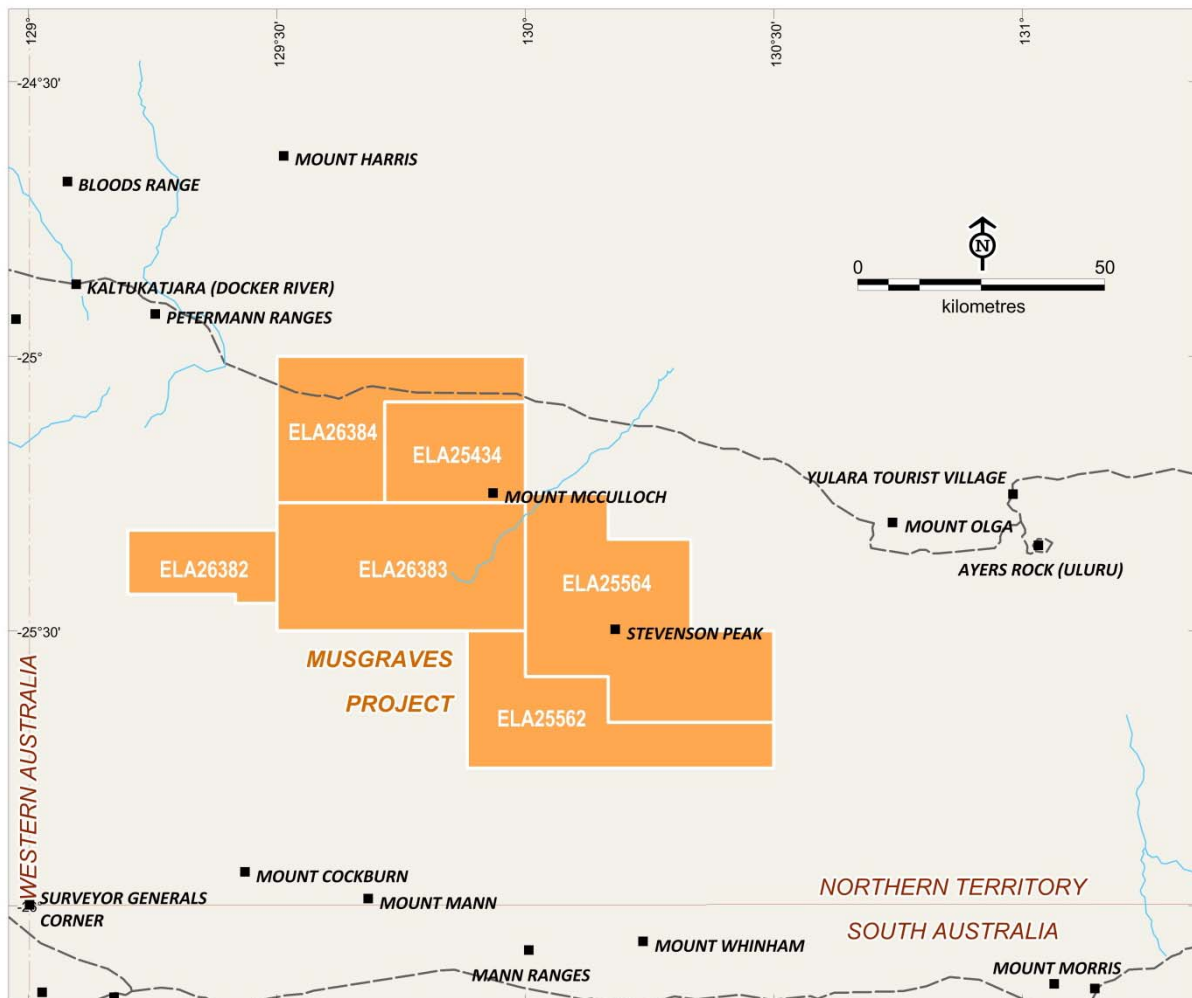 129°
129°30'
130°
130°30'
131°
-24°30'
MOUNT HARRIS
BLOODS RANGE
N
0
50
kilometres
KALTUKATJARA (DOCKER RIVER)
PETERMANN RANGES
-25°
ELA26384
ELA25434
MOUNT MCCULLOCH
YULARA TOURIST VILLAGE
MOUNT OLGA
AYERS ROCK (ULURU)
ELA26382
ELA26383
ELA25564
-25°30'
STEVENSON PEAK
MUSGRAVES
PROJECT
ELA25562
WESTERN AUSTRALIA
MOUNT COCKBURN
MOUNT MANN
NORTHERN TERRITORY
-26°
SURVEYOR GENERALS
CORNER
SOUTH AUSTRALIA
MOUNT WHINHAM
MANN RANGES
MOUNT MORRIS